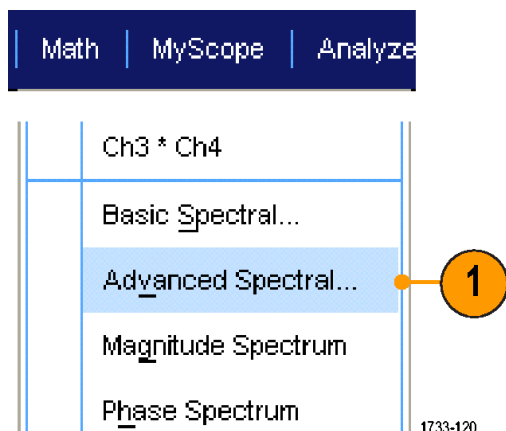 Math | MyScope | Analyze
Ch3 * Ch4
Basic Spectral...
Advanced Spectral...
1
Magnitude Spectrum
Phase Spectrum
1733-120